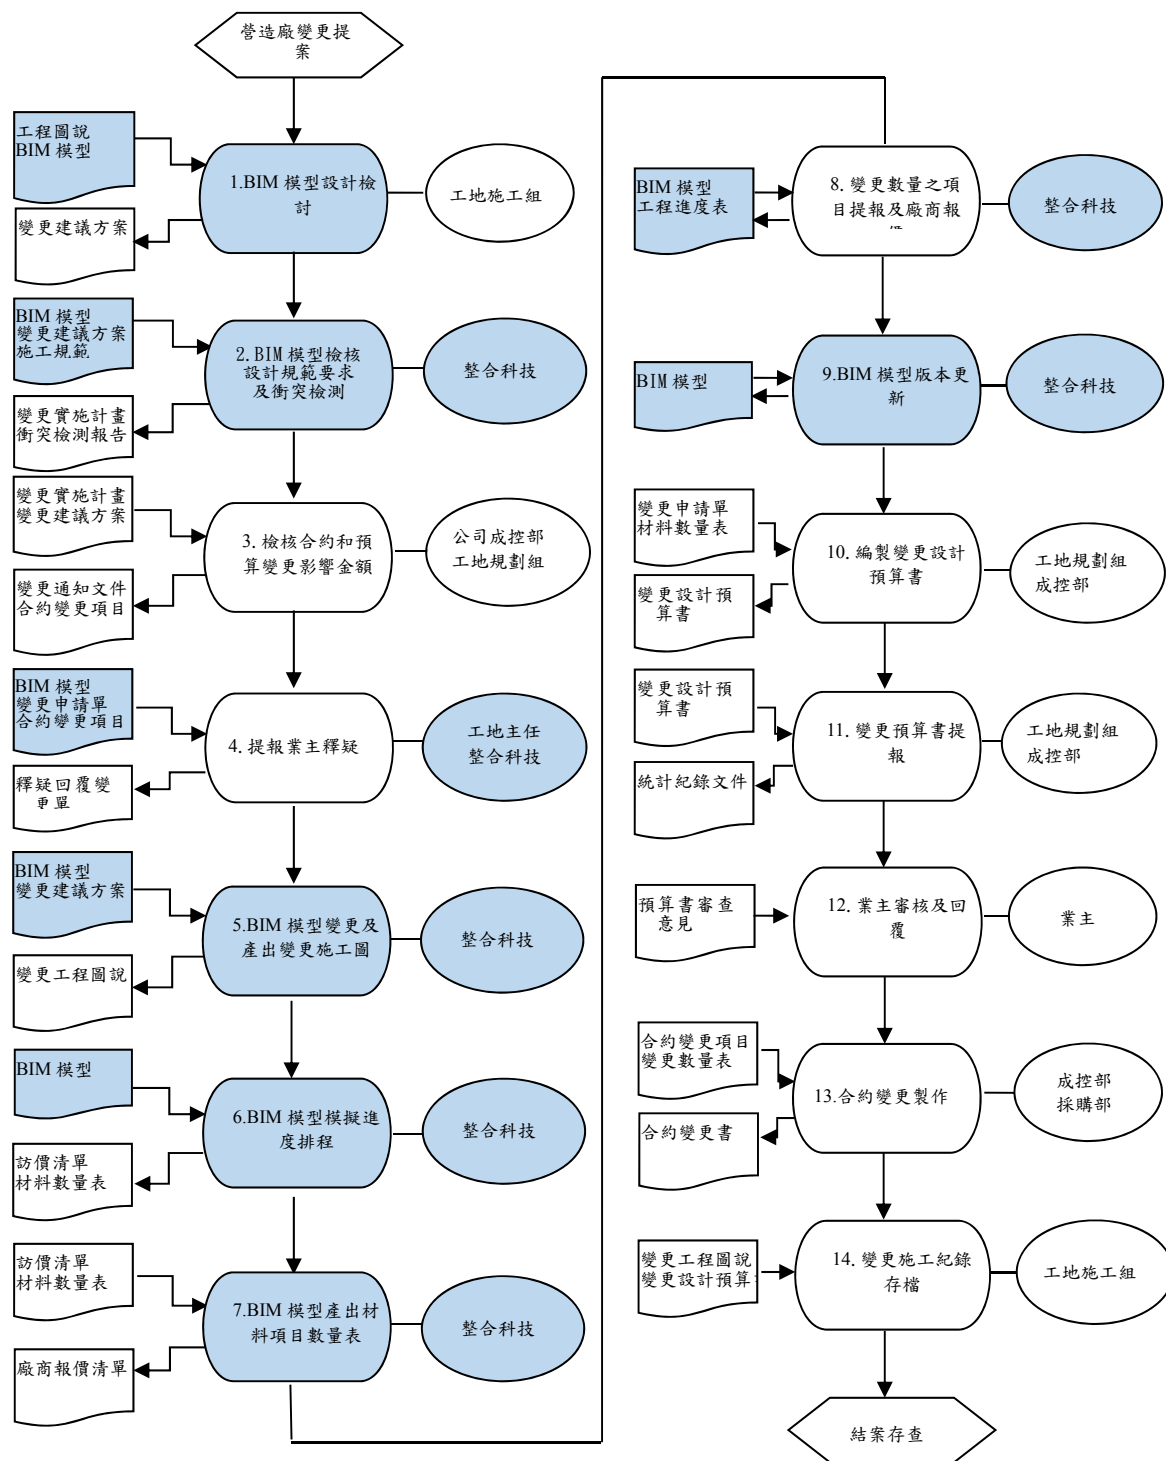 營造廠變更提
案
工程圖說
BIM 模型
1.BIM 模型設計檢
討
工地施工組
變更建議方案
BIM 模型
變更建議方案
施工規範
2.BIM 模型檢核
設計規範要求
及衝突檢測
整合科技
變更實施計畫
衝突檢測報告
變更實施計畫
變更建議方案
3.檢核合約和預
算變更影響金額
公司成控部
工地規劃組
變更通知文件
合約變更項目
BIM 模型
變更申請單
合約變更項目
4.提報業主釋疑
工地主任
整合科技
釋疑回覆變
更單
BIM 模型
變更建議方案
5.BIM 模型變更及
產出變更施工圖
整合科技
變更工程圖說
BIM 模型
6.BIM 模型模擬進
度排程
整合科技
訪價清單
材料數量表
訪價清單
材料數量表
7.BIM 模型產出材
料項目數量表
整合科技
廠商報價清單
BIM 模型
工程進度表
8.變更數量之項
目提報及廠商報
整合科技
BIM 模型
9.BIM 模型版本更
新
整合科技
變更申請單
材料數量表
10.編製變更設計
預算書
工地規劃組
成控部
變更設計預
算書
變更設計預
算書
11.變更預算書提
報
工地規劃組
成控部
統計紀錄文件
預算書審查
意見
12.業主審核及回
覆
業主
合約變更項目
變更數量表
13.合約變更製作
成控部
採購部
合約變更書
變更工程圖說
變更設計預算
14.變更施工紀錄
存檔
工地施工組
結案存查